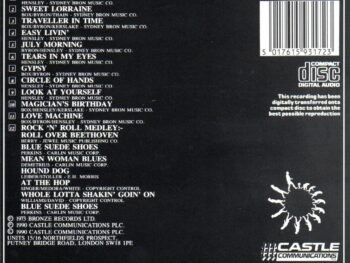 HENSLEY - SYDNEY BRON MUSIC CO.
SWEET LORRAINE
BOX/BYRON/THAIN - SYDNEY BRON MUSIC CO.
TRAVELLER IN TIME
BOX/BYRON/KERSLAKE - SYDNEY BRON MUSIC CO.
EASY LIVIN'
HENSLEY - SYDNEY BRON MUSIC CO.
JULY MORNING
BYRON/HENSLEY - SYDNEY BRON MUSIC CO.
TEARS IN MY EYES
HENSLEY - SYDNEY BRON MUSIC CO.
GYPSY
BOX/BYRON - SYDNEY BRON MUSIC CO.
CIRCLE OF HANDS
HENSLEY - SYDNEY BRON MUSIC CO.
LOOK AT YOURSELF
HENSLEY - SYDNEY BRON MUSIC CO.
MAGICIAN'S BIRTHDAY
BOX/HENSLEY/KERSLAKE - SYDNEY BRON MUSIC CO.
LOVE MACHINE
BOX/BYRON/HENSLEY - SYDNEY BRON MUSIC CO.
ROCK 'N' ROLL MEDLEY:-
ROLL OVER BEETHOVEN
BERRY - JEWEL MUSIC PUBLISHING CO.
BLUE SUEDE SHOES
PERKINS - CARLIN MUSIC CORP.
MEAN WOMAN BLUES
DEMETRIUS - CARLIN MUSIC CORP.
HOUND DOG
LEIBER/STOLLER - E.H. MORRIS
AT THE HOP
SINGER/MEDORA/WHITE - COPYRIGHT CONTROL
WHOLE LOTTA SHAKIN' GOIN' ON
WILLIAMS/DAVID - COPYRIGHT CONTROL
BLUE SUEDE SHOES
PERKINS - CARLIN MUSIC CORP.
℗ 1973 BRONZE RECORDS LTD
℗ 1990 CASTLE COMMUNICATIONS PLC.
© 1990 CASTLE COMMUNICATIONS PLC.
UNITS 15/16 NORTHFIELDS PROSPECT,
PUTNEY BRIDGE ROAD, LONDON SW18 1PE
5 017615 931723
COMPACT
disc
DIGITAL AUDIO
This recording has been
digitally transferred onto
compact disc to obtain the
best possible reproduction
CASTLE
COMMUNICATIONS